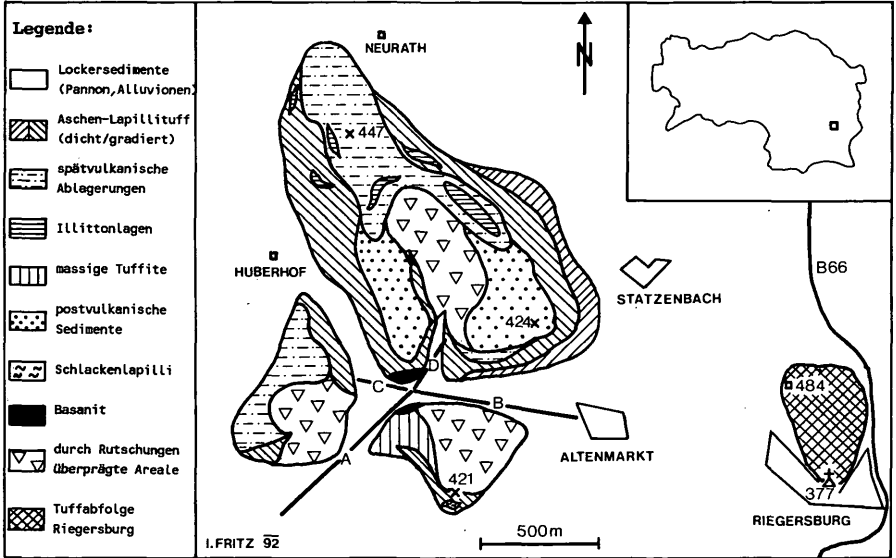 Legende:
Lockersedimente
(Pannon,Alluvionen)
Aschen-Lapillituff
(dicht/gradiert)
spätvulkanische
Ablagerungen
Illittonlagen
massige Tuffite
postvulkanische
Sedimente
Schlackenlapilli
Basanit
durch Rutschungen
überprägte Areale
Tuffabfolge
Riegersburg
NEURATH
N
447
HUBERHOF
STATZENBACH
B66
424
D
C
B
A
484
421
ALTENMARKT
377
RIEGERSBURG
I.FRITZ 92
500m